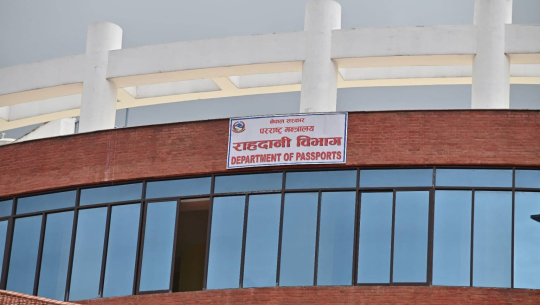 नेपाल सरकार
परराष्ट्र मन्त्रालय
राहदानी विभाग
DEPARTMENT OF PASSPORTS